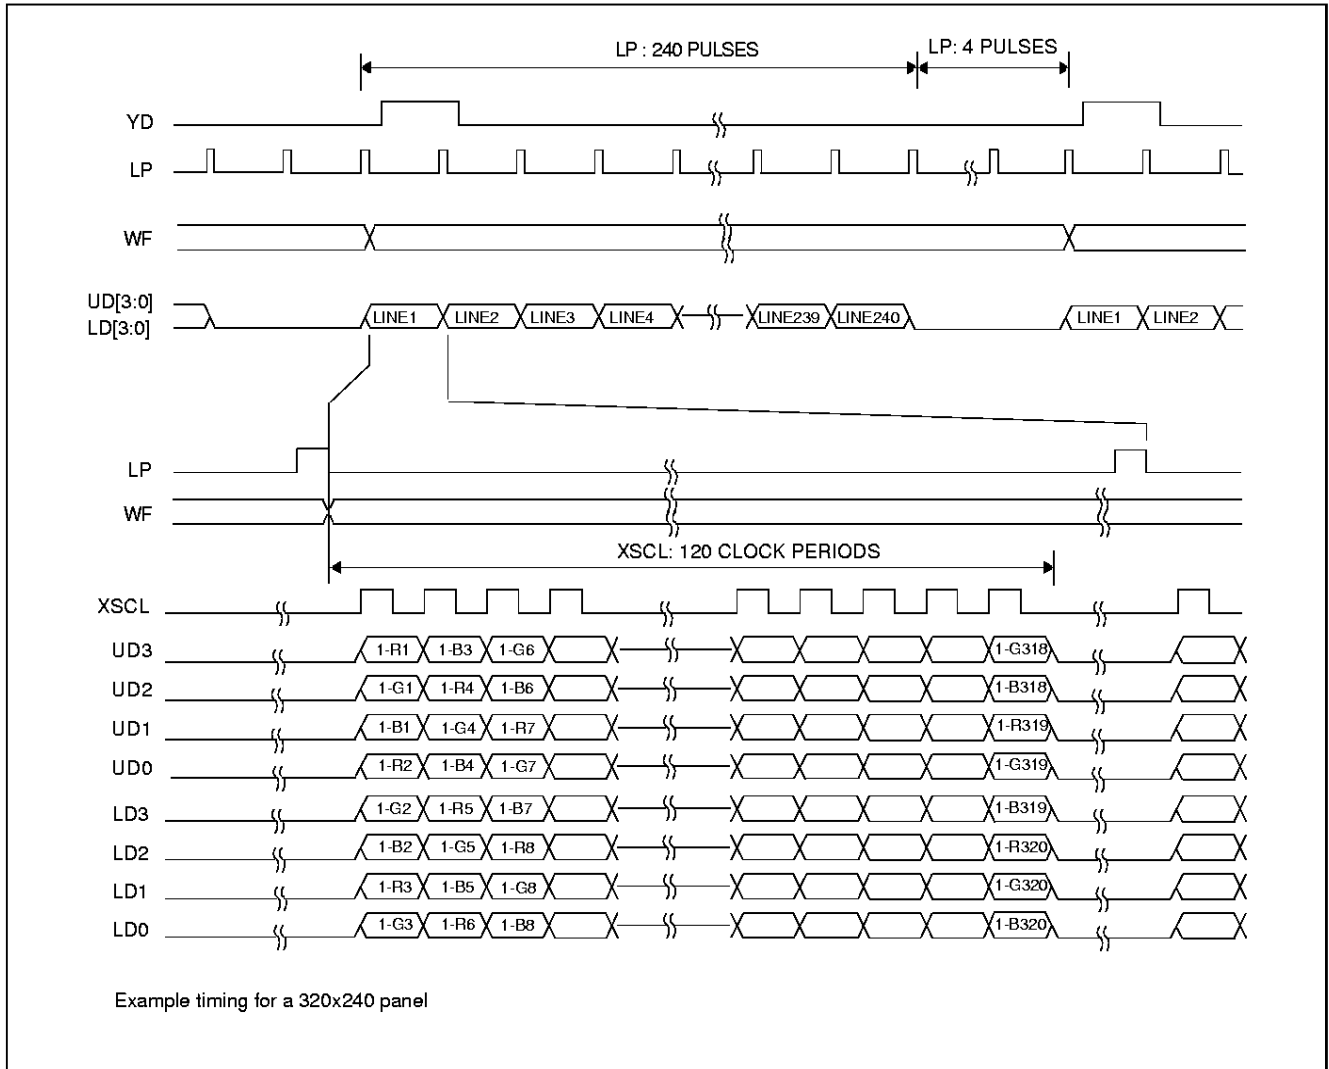 LP : 240 PULSES
LP: 4 PULSES
YD
LP
WF
UD[3:0]
LD[3:0]
LINE1 LINE2 LINE3 LINE4 LINE239 LINE240 LINE1 LINE2
LP
WF
XSCL: 120 CLOCK PERIODS
XSCL
UD3 1-R1 1-B3 1-G6 1-G318
UD2 1-G1 1-R4 1-B6 1-B318
UD1 1-B1 1-G4 1-R7 1-R319
UD0 1-R2 1-B4 1-G7 1-G319
LD3 1-G2 1-R5 1-B7 1-B319
LD2 1-B2 1-G5 1-R8 1-R320
LD1 1-R3 1-B5 1-G8 1-G320
LD0 1-G3 1-R6 1-B8 1-B320
Example timing for a 320x240 panel